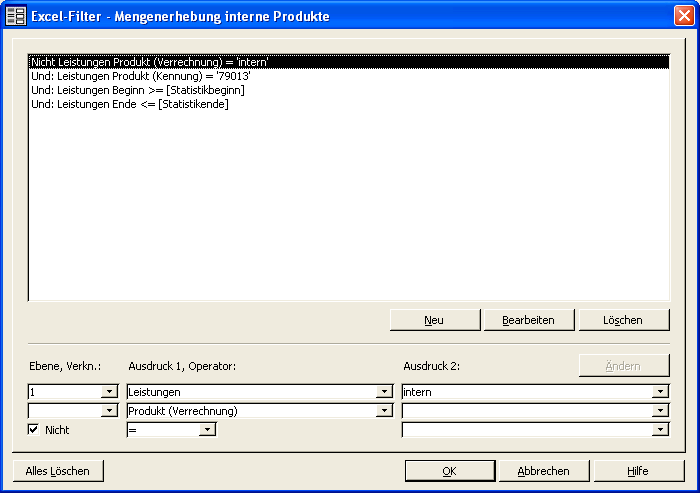 Excel-Filter - Mengenerhebung interne Produkte
Nicht Leistungen Produkt (Verrechnung) = 'intern'
Und: Leistungen Produkt (Kennung) = '79013'
Und: Leistungen Beginn >= [Statistikbeginn]
Und: Leistungen Ende <= [Statistikende]
Neu Bearbeiten Löschen
Ebene, Verkn.: Ausdruck 1, Operator: Ausdruck 2: Ändern
1 Leistungen intern
Produkt (Verrechnung)
Nicht =
Alles Löschen OK Abbrechen Hilfe